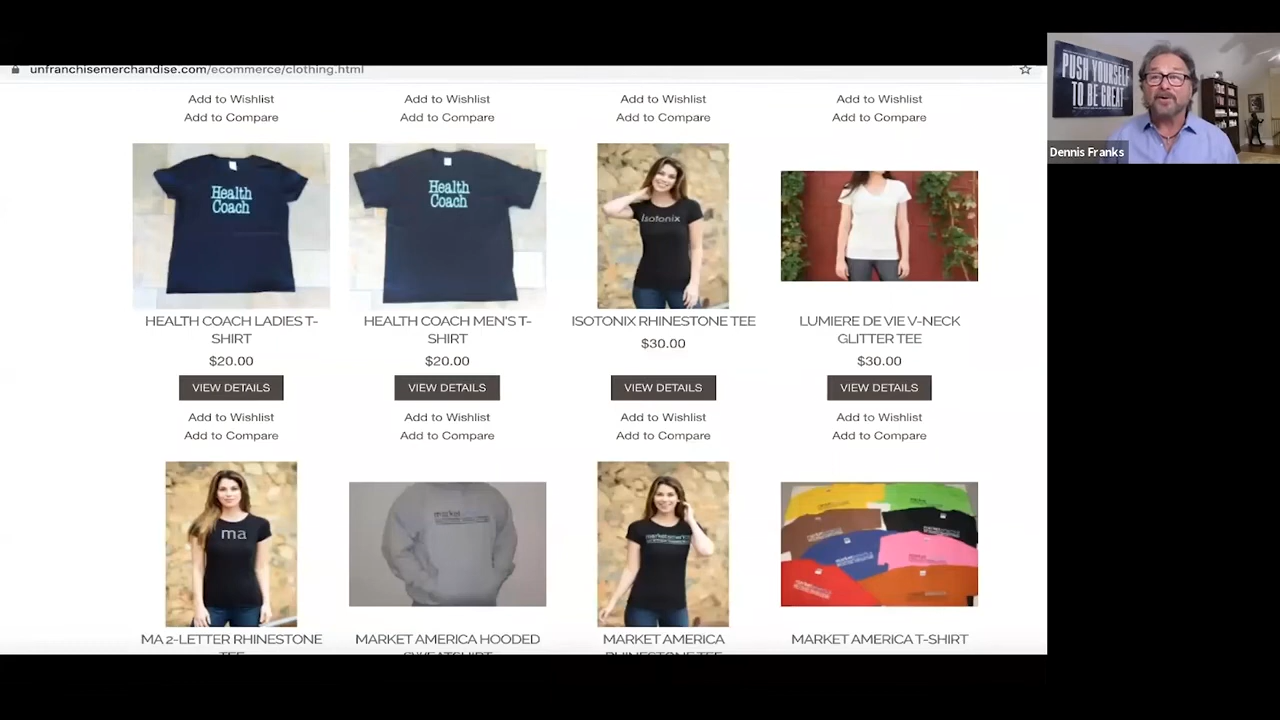 unfranchisemerchandise.com/ecommerce/clothing.html
PUSH YOURSELF
TO BE GREAT
Dennis Franks
Add to Wishlist
Add to Wishlist
Add to Wishlist
Add to Wishlist
Add to Compare
Add to Compare
Add to Compare
Add to Compare
Health
Coach
Health
Coach
isotonix
HEALTH COACH LADIES T-
SHIRT
HEALTH COACH MEN'S T-
SHIRT
ISOTONIX RHINESTONE TEE
LUMIERE DE VIE V-NECK
GLITTER TEE
$20.00
$20.00
$30.00
$30.00
VIEW DETAILS
VIEW DETAILS
VIEW DETAILS
VIEW DETAILS
Add to Wishlist
Add to Wishlist
Add to Wishlist
Add to Wishlist
Add to Compare
Add to Compare
Add to Compare
Add to Compare
ma
market
MA 2-LETTER RHINESTONE
TEE
MARKET AMERICA HOODED
SWEATSHIRT
MARKET AMERICA
RHINESTONE TEE
MARKET AMERICA T-SHIRT